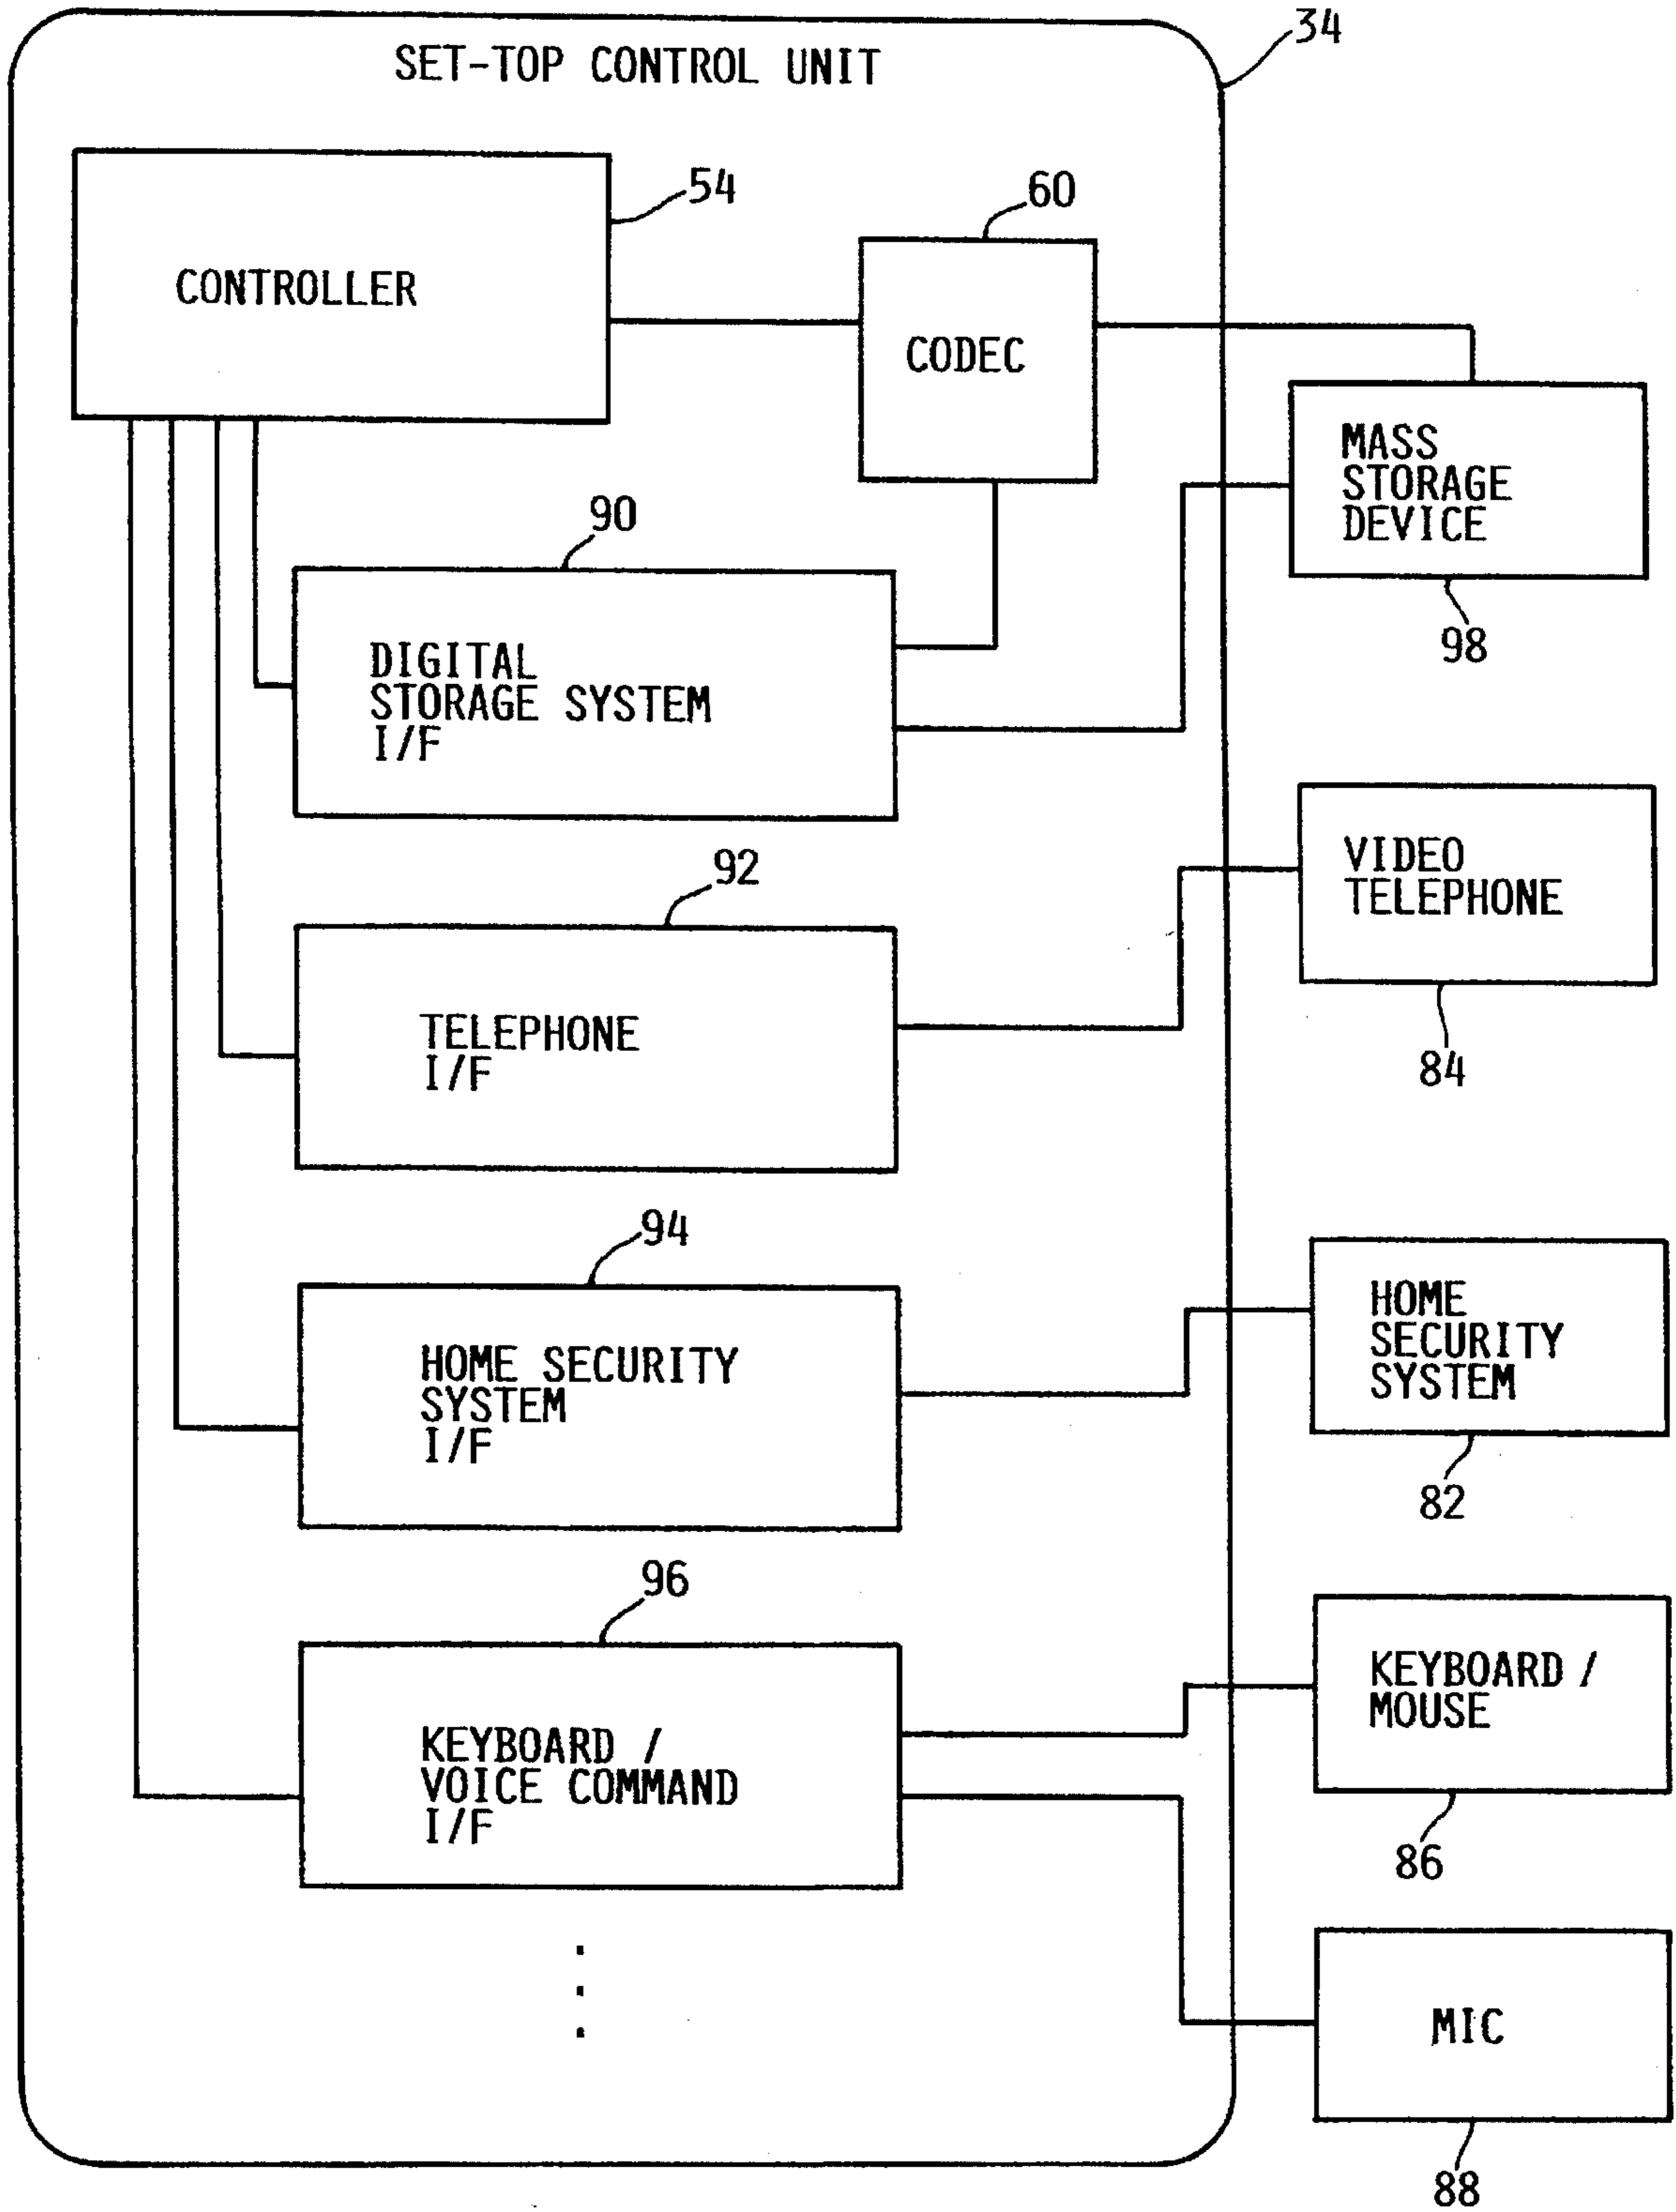 34
SET-TOP CONTROL UNIT
54
60
CONTROLLER
CODEC
MASS
STORAGE
DEVICE
98
90
DIGITAL
STORAGE SYSTEM
I/F
VIDEO
TELEPHONE
84
92
TELEPHONE
I/F
94
HOME SECURITY
SYSTEM
I/F
HOME
SECURITY
SYSTEM
82
96
KEYBOARD /
VOICE COMMAND
I/F
KEYBOARD /
MOUSE
86
MIC
88